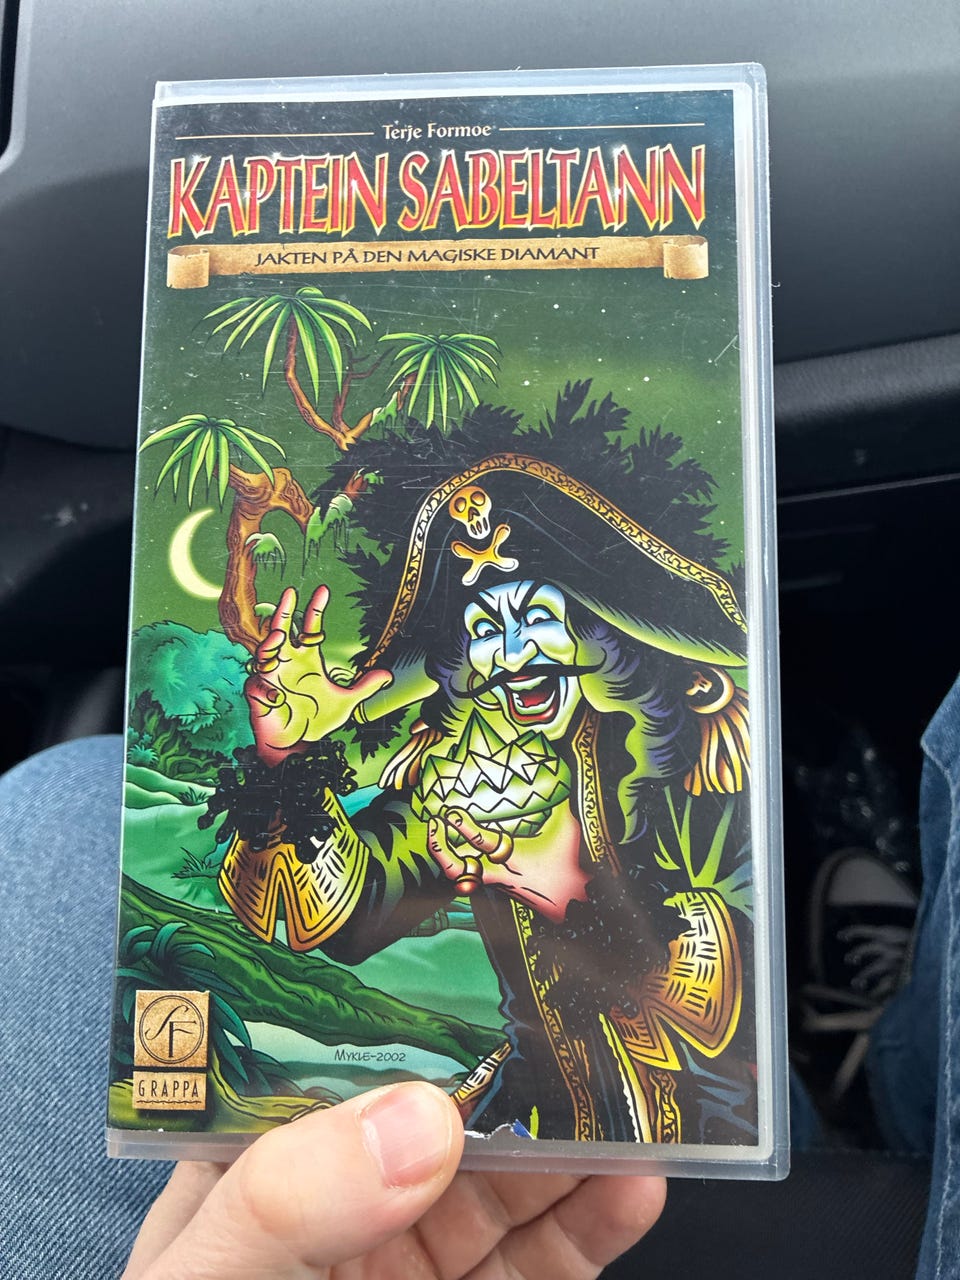 Terje Formoe
KAPTEIN SABELTANN
JAKTEN PÅ DEN MAGISKE DIAMANT
MYKLE-2002
SF
GRAPPA